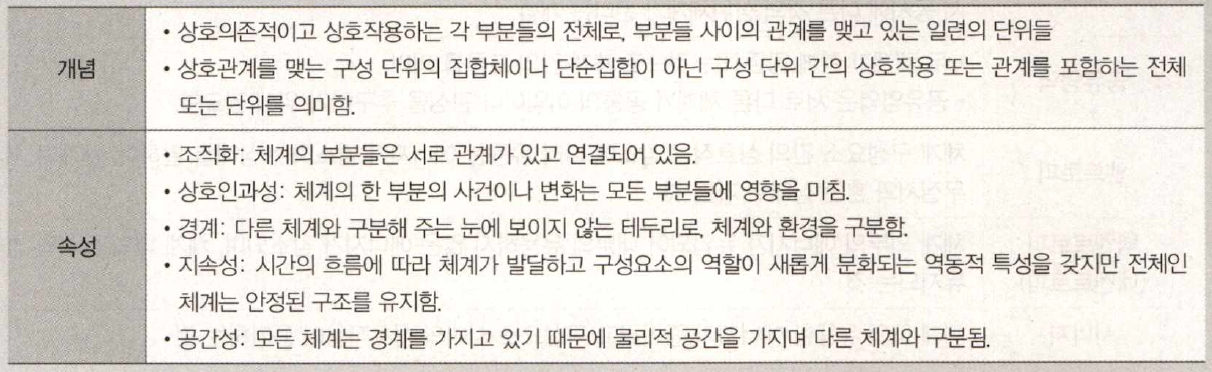 개념
• 상호의존적이고 상호작용하는 각 부분들의 전체로, 부분들 사이의 관계를 맺고 있는 일련의 단위들
• 상호관계를 맺는 구성 단위의 집합체이나 단순집합이 아닌 구성 단위 간의 상호작용 또는 관계를 포함하는 전체
또는 단위를 의미함.
속성
• 조직화: 체계의 부분들은 서로 관계가 있고 연결되어 있음.
• 상호인과성: 체계의 한 부분의 사건이나 변화는 모든 부분들에 영향을 미침.
• 경계: 다른 체계와 구분해 주는 눈에 보이지 않는 테두리로, 체계와 환경을 구분함.
• 지속성: 시간의 흐름에 따라 체계가 발달하고 구성요소의 역할이 새롭게 분화되는 역동적 특성을 갖지만 전체인
체계는 안정된 구조를 유지함.
• 공간성: 모든 체계는 경계를 가지고 있기 때문에 물리적 공간을 가지며 다른 체계와 구분됨.